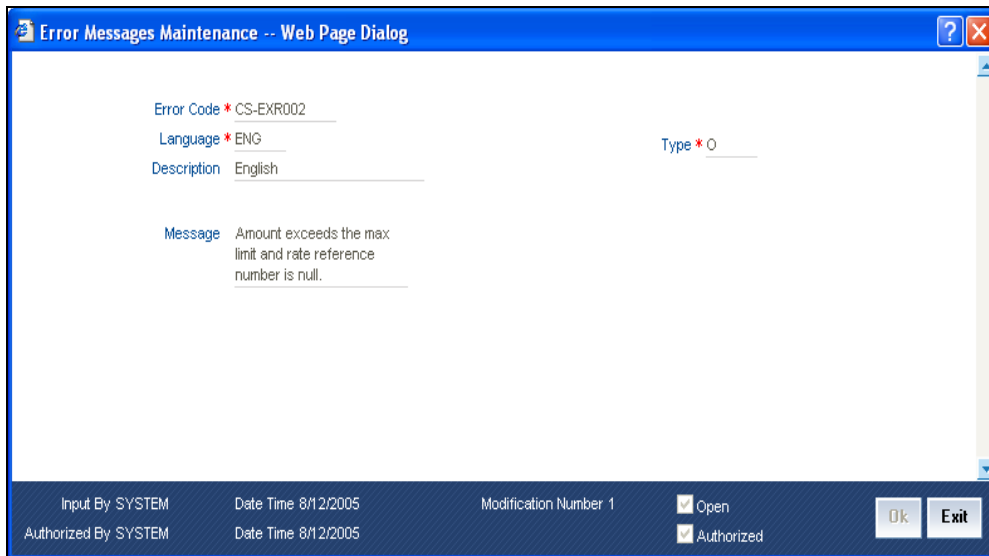 Error Messages Maintenance -- Web Page Dialog ?
Error Code * CS-EXR002
Language * ENG
Type * O
Description English
Message Amount exceeds the max
limit and rate reference
number is null.
Input By SYSTEM Date Time 8/12/2005 Modification Number 1 Open
Authorized By SYSTEM Date Time 8/12/2005 Authorized
Ok Exit